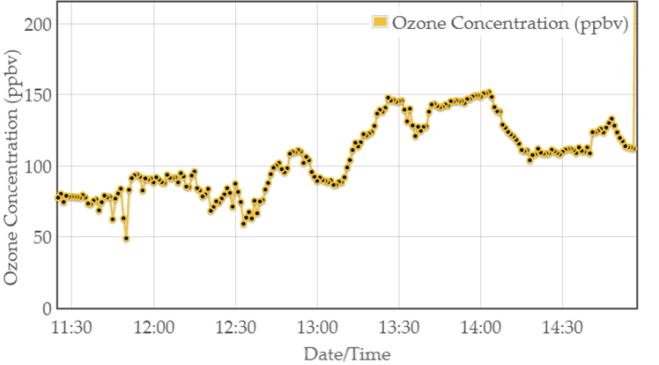 Ozone Concentration (ppbv)
200
150
100
50
0
Ozone Concentration (ppbv)
11:30 12:00 12:30 13:00 13:30 14:00 14:30
Date/Time